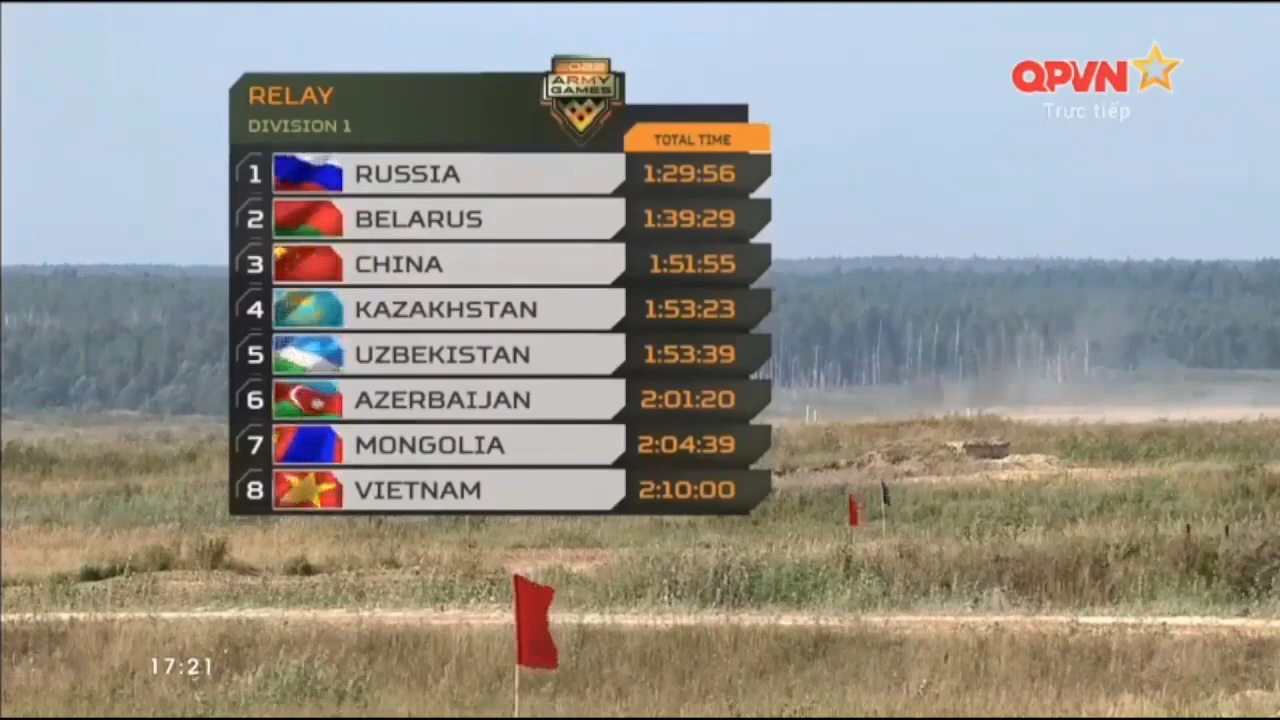 QPVN
Trực tiếp
RELAY
DIVISION 1
2022
ARMY
GAMES
TOTAL TIME
1 RUSSIA 1:29:56
2 BELARUS 1:39:29
3 CHINA 1:51:55
4 KAZAKHSTAN 1:53:23
5 UZBEKISTAN 1:53:39
6 AZERBAIJAN 2:01:20
7 MONGOLIA 2:04:39
8 VIETNAM 2:10:00
17:21